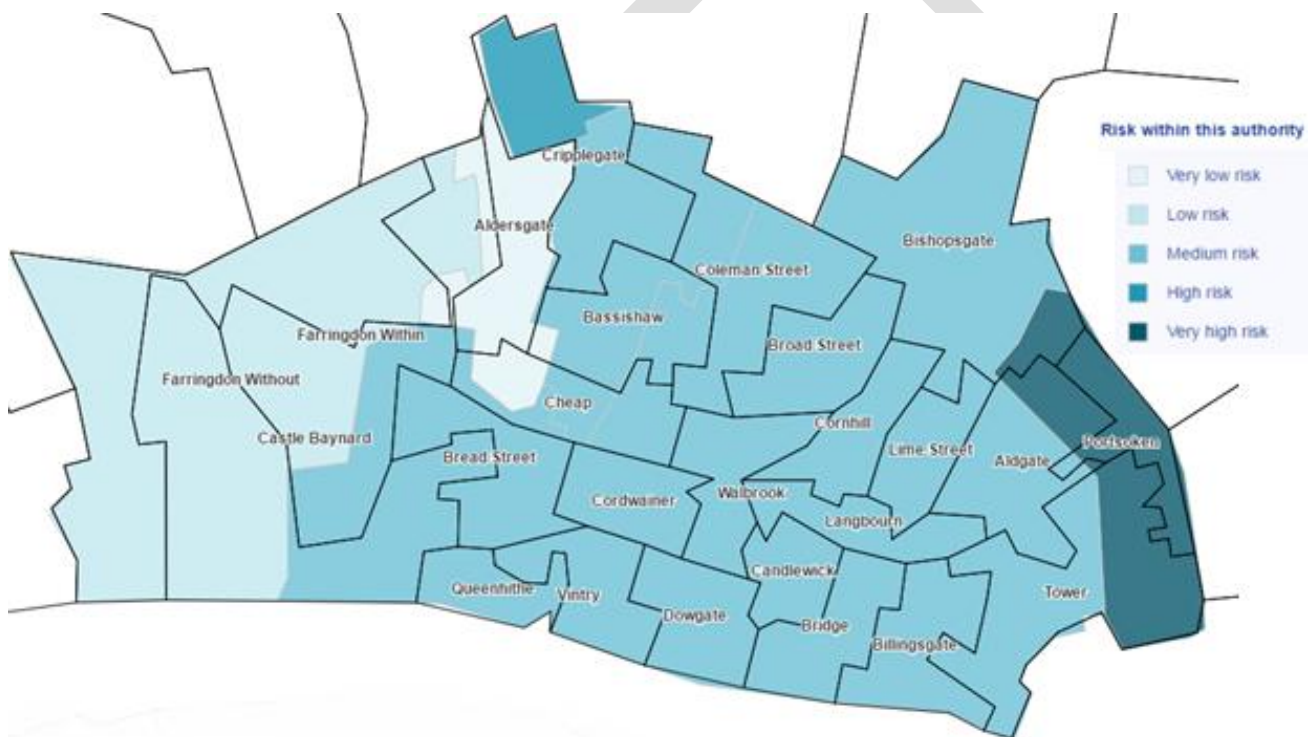 Risk within this authority
Very low risk
Low risk
Medium risk
High risk
Very high risk
Cripplegate
Aldersgate
Bishopsgate
Coleman Street
Bassishaw
Farringdon Within
Broad Street
Farringdon Without
Cheap
Cornhill
Castle Baynard
Portsoken
Lime Street
Bread Street
Aldgate
Walbrook
Cordwainer
Langbourn
Candlewick
Queenhithe
Vintry
Tower
Dowgate
Bridge
Billingsgate